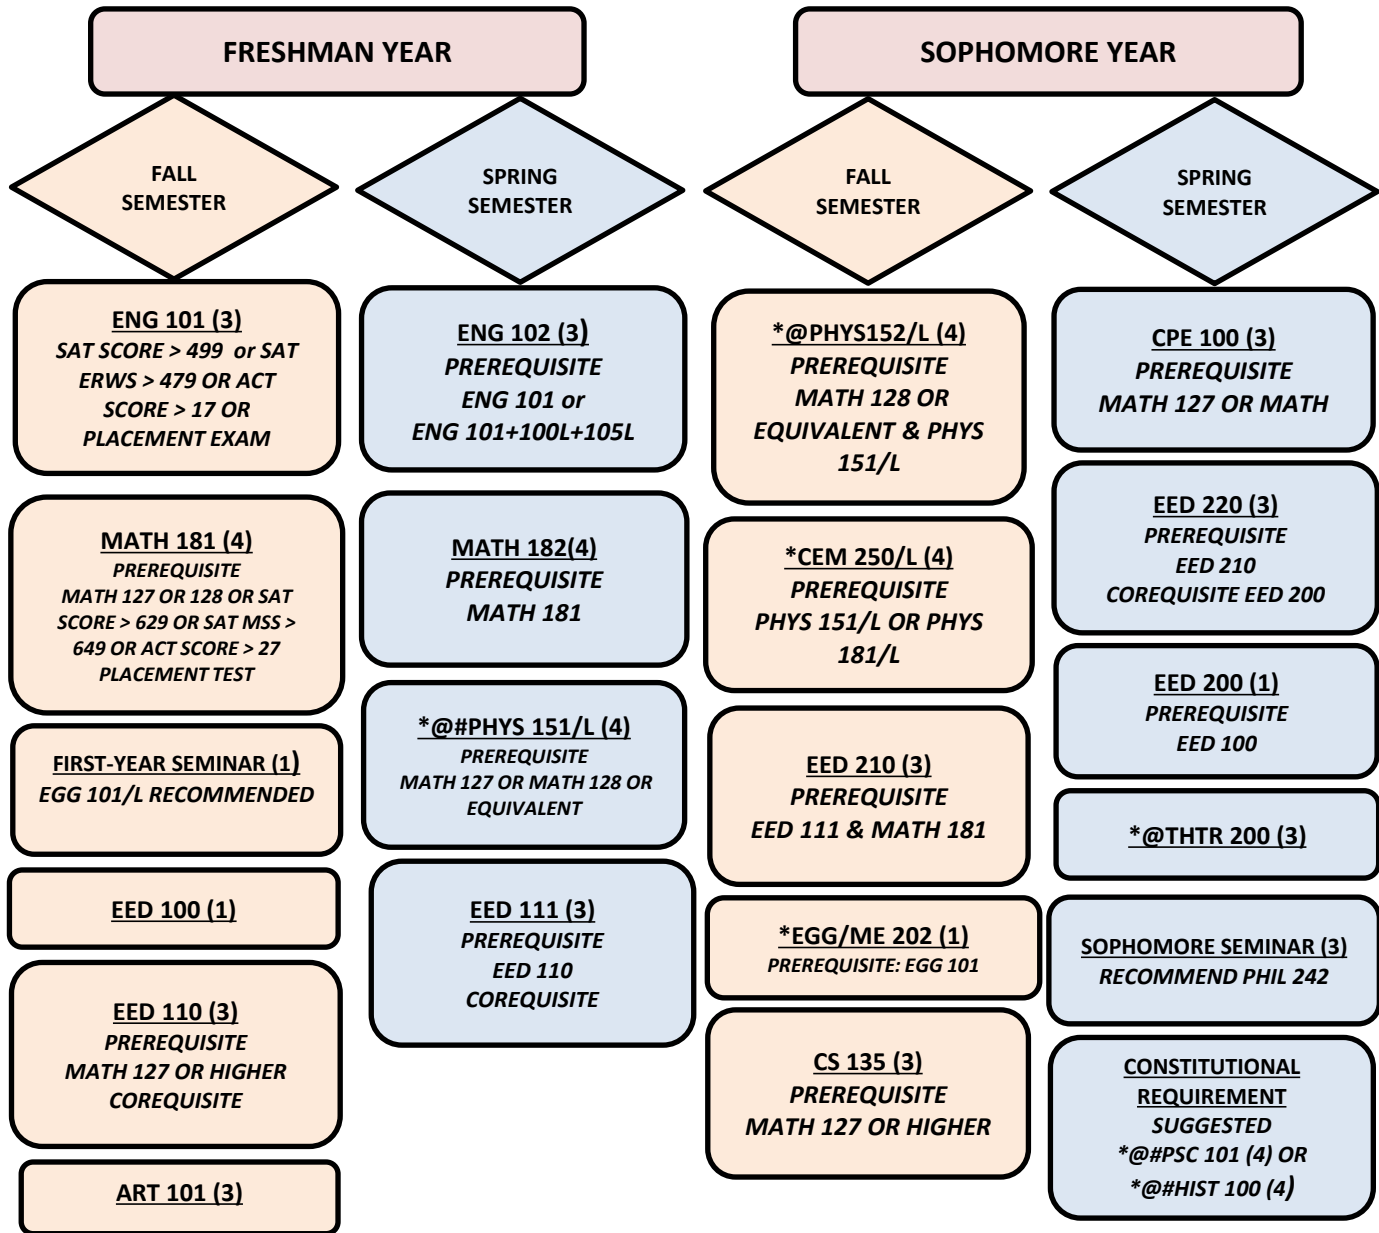 FRESHMAN YEAR
SOPHOMORE YEAR
FALL
SEMESTER
SPRING
SEMESTER
FALL
SEMESTER
SPRING
SEMESTER
ENG 101 (3)
SAT SCORE > 499 or SAT
ERWS > 479 OR ACT
SCORE > 17 OR
PLACEMENT EXAM
MATH 181 (4)
PREREQUISITE
MATH 127 OR 128 OR SAT
SCORE > 629 OR SAT MSS >
649 OR ACT SCORE > 27
PLACEMENT TEST
FIRST-YEAR SEMINAR (1)
EGG 101/L RECOMMENDED
EED 100 (1)
EED 110 (3)
PREREQUISITE
MATH 127 OR HIGHER
COREQUISITE
ART 101 (3)
ENG 102 (3)
PREREQUISITE
ENG 101 or
ENG 101+100L+105L
MATH 182(4)
PREREQUISITE
MATH 181
*@#PHYS 151/L (4)
PREREQUISITE
MATH 127 OR MATH 128 OR
EQUIVALENT
EED 111 (3)
PREREQUISITE
EED 110
COREQUISITE
*@PHYS152/L (4)
PREREQUISITE
MATH 128 OR
EQUIVALENT & PHYS
151/L
*CEM 250/L (4)
PREREQUISITE
PHYS 151/L OR PHYS
181/L
EED 210 (3)
PREREQUISITE
EED 111 & MATH 181
*EGG/ME 202 (1)
PREREQUISITE: EGG 101
CS 135 (3)
PREREQUISITE
MATH 127 OR HIGHER
CPE 100 (3)
PREREQUISITE
MATH 127 OR MATH
EED 220 (3)
PREREQUISITE
EED 210
COREQUISITE EED 200
EED 200 (1)
PREREQUISITE
EED 100
*@THTR 200 (3)
SOPHOMORE SEMINAR (3)
RECOMMEND PHIL 242
CONSTITUTIONAL
REQUIREMENT
SUGGESTED
*@#PSC 101 (4) OR
*@#HIST 100 (4)